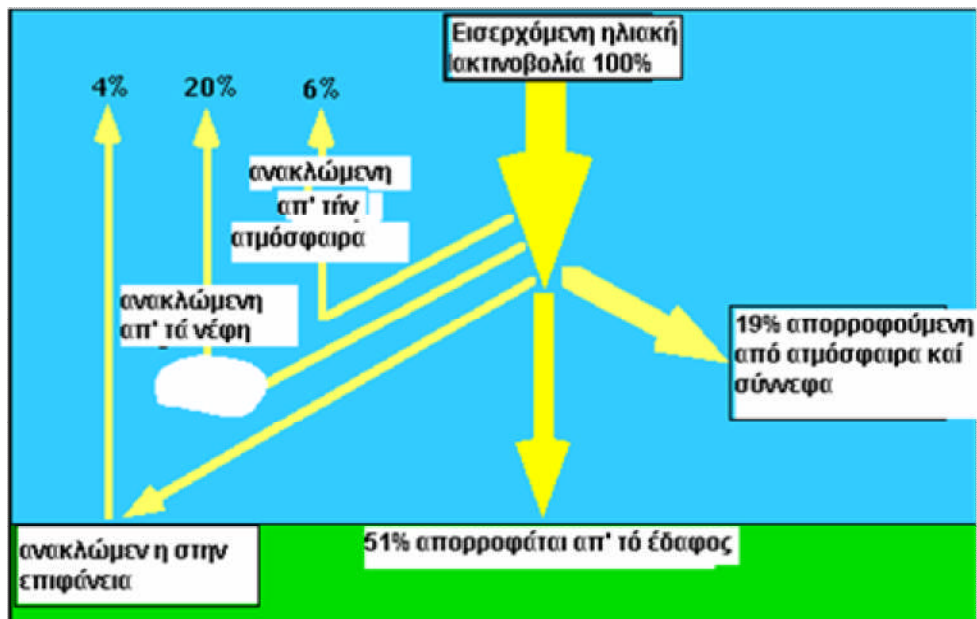 Εισερχόμενη ηλιακή
ακτινοβολία 100%
4%
20%
6%
ανακλώμενη
απ' τήν
ατμόσφαιρα
ανακλώμενη
απ' τά νέφη
19% απορροφούμενη
από ατμόσφαιρα καί
σύννεφα
ανακλώμεν η στην
επιφάνεια
51% απορροφάται απ' τό έδαφος